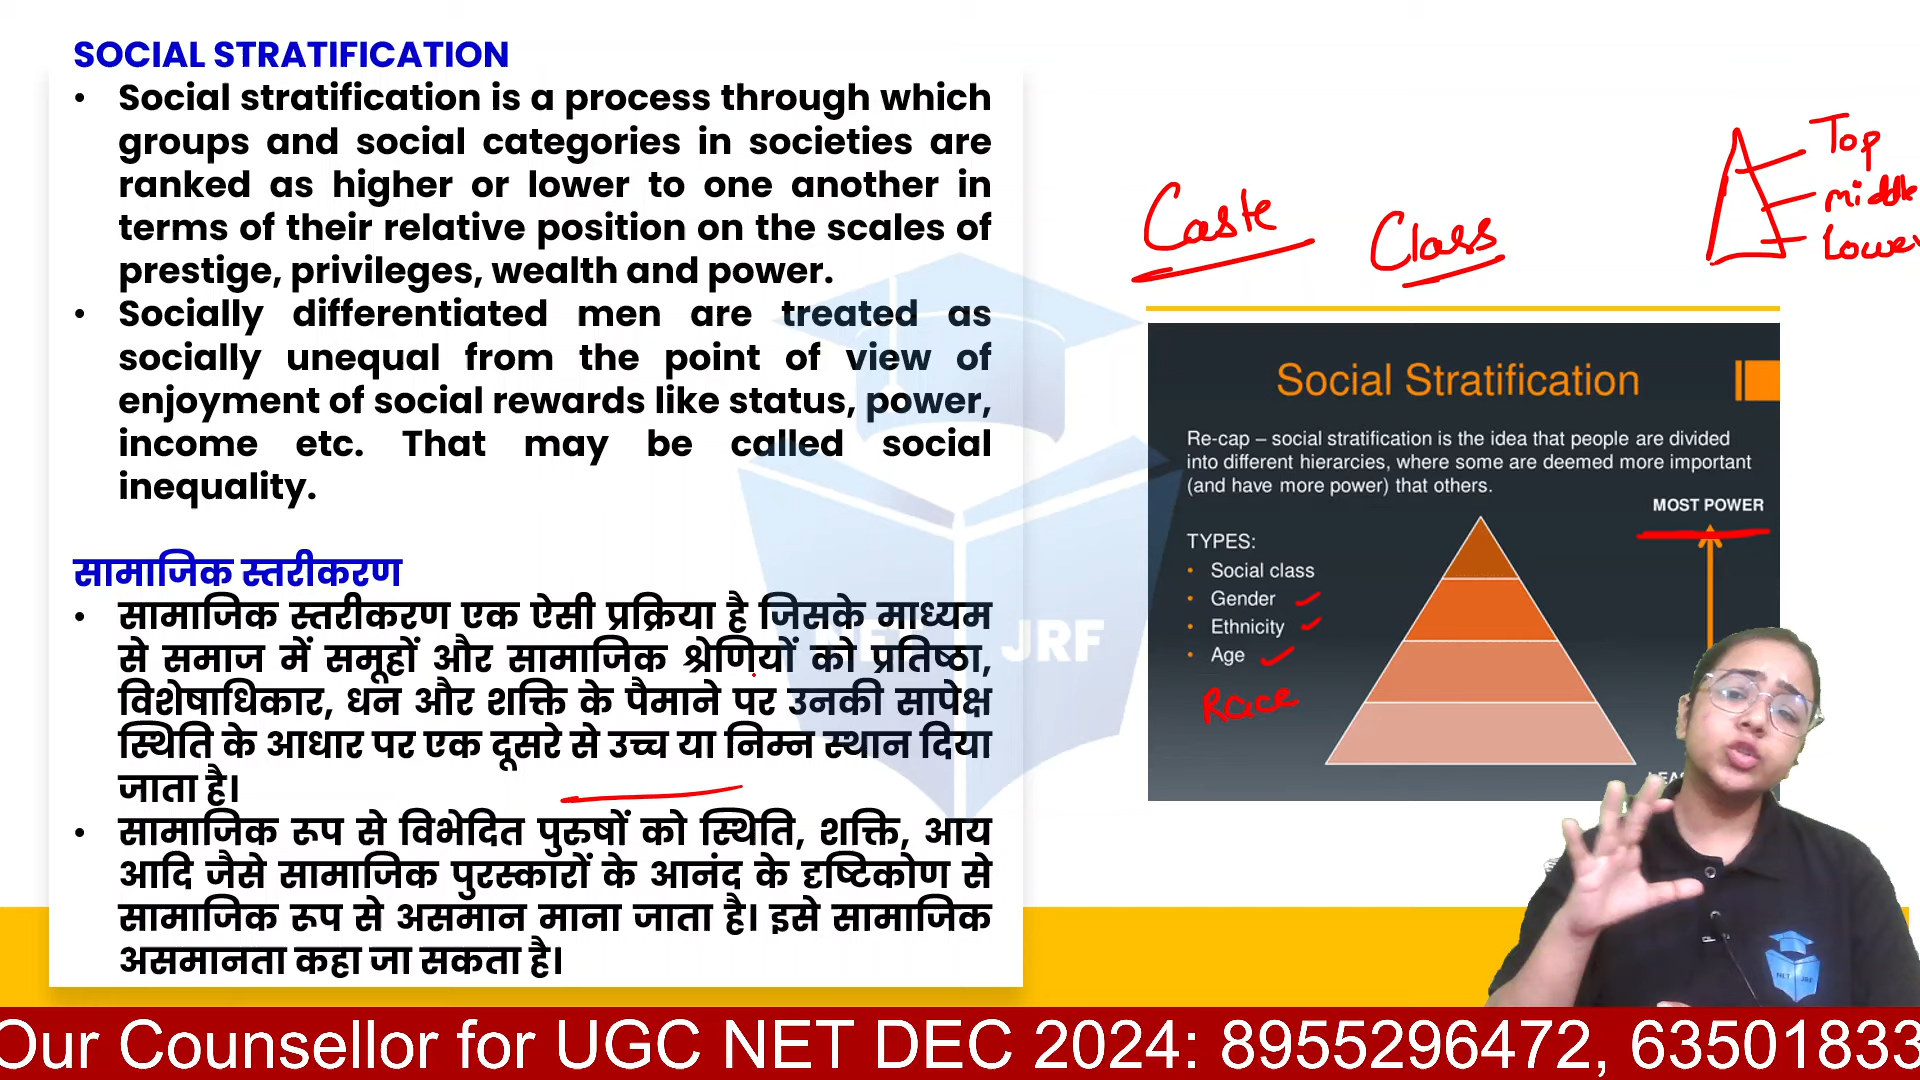 SOCIAL STRATIFICATION
• Social stratification is a process through which
groups and social categories in societies are
ranked as higher or lower to one another in
terms of their relative position on the scales of
prestige, privileges, wealth and power.
• Socially differentiated men are treated as
socially unequal from the point of view of
enjoyment of social rewards like status, power,
income etc. That may be called social
inequality.
सामाजिक स्तरीकरण
• सामाजिक स्तरीकरण एक ऐसी प्रक्रिया है जिसके माध्यम
से समाज में समूहों और सामाजिक श्रेणियों को प्रतिष्ठा,
विशेषाधिकार, धन और शक्ति के पैमाने पर उनकी सापेक्ष
स्थिति के आधार पर एक दूसरे से उच्च या निम्न स्थान दिया
जाता है।
• सामाजिक रूप से विभेदित पुरुषों को स्थिति, शक्ति, आय
आदि जैसे सामाजिक पुरस्कारों के आनंद के दृष्टिकोण से
सामाजिक रूप से असमान माना जाता है। इसे सामाजिक
असमानता कहा जा सकता है।
NET JRF
Caste
Class
Top
middle
Lower
Social Stratification
Re-cap – social stratification is the idea that people are divided
into different hierarchies, where some are deemed more important
(and have more power) that others.
MOST POWER
TYPES:
• Social class
• Gender
• Ethnicity
• Age
Race
NET JRF
Our Counsellor for UGC NET DEC 2024: 8955296472, 63501833